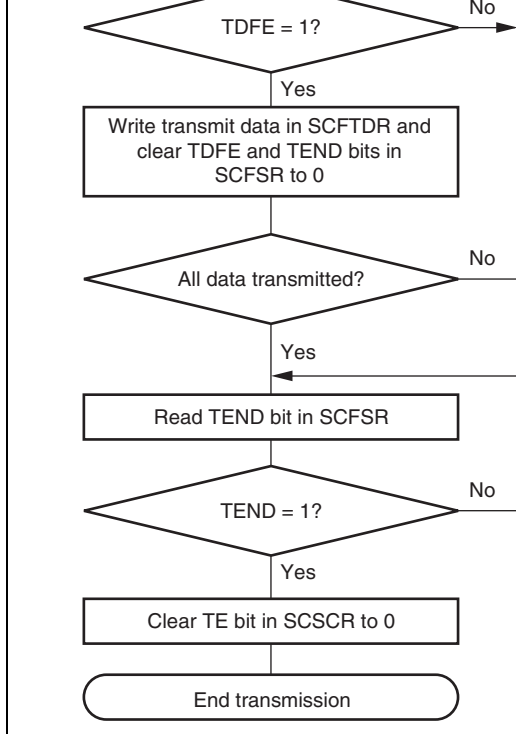 No
TDFE = 1?
Yes
Write transmit data in SCFTDR and
clear TDFE and TEND bits in
SCFSR to 0
No
All data transmitted?
Yes
Read TEND bit in SCFSR
No
TEND = 1?
Yes
Clear TE bit in SCSCR to 0
End transmission